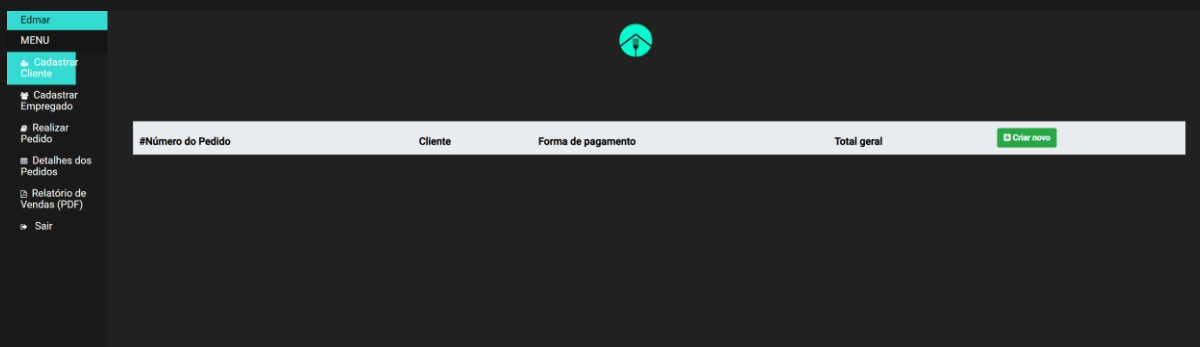 Edmar
MENU
Cadastrar
Cliente
Cadastrar
Empregado
Realizar
Pedido
Detalhes dos
Pedidos
Relatório de
Vendas (PDF)
Sair
#Número do Pedido Cliente Forma de pagamento Total geral Criar novo